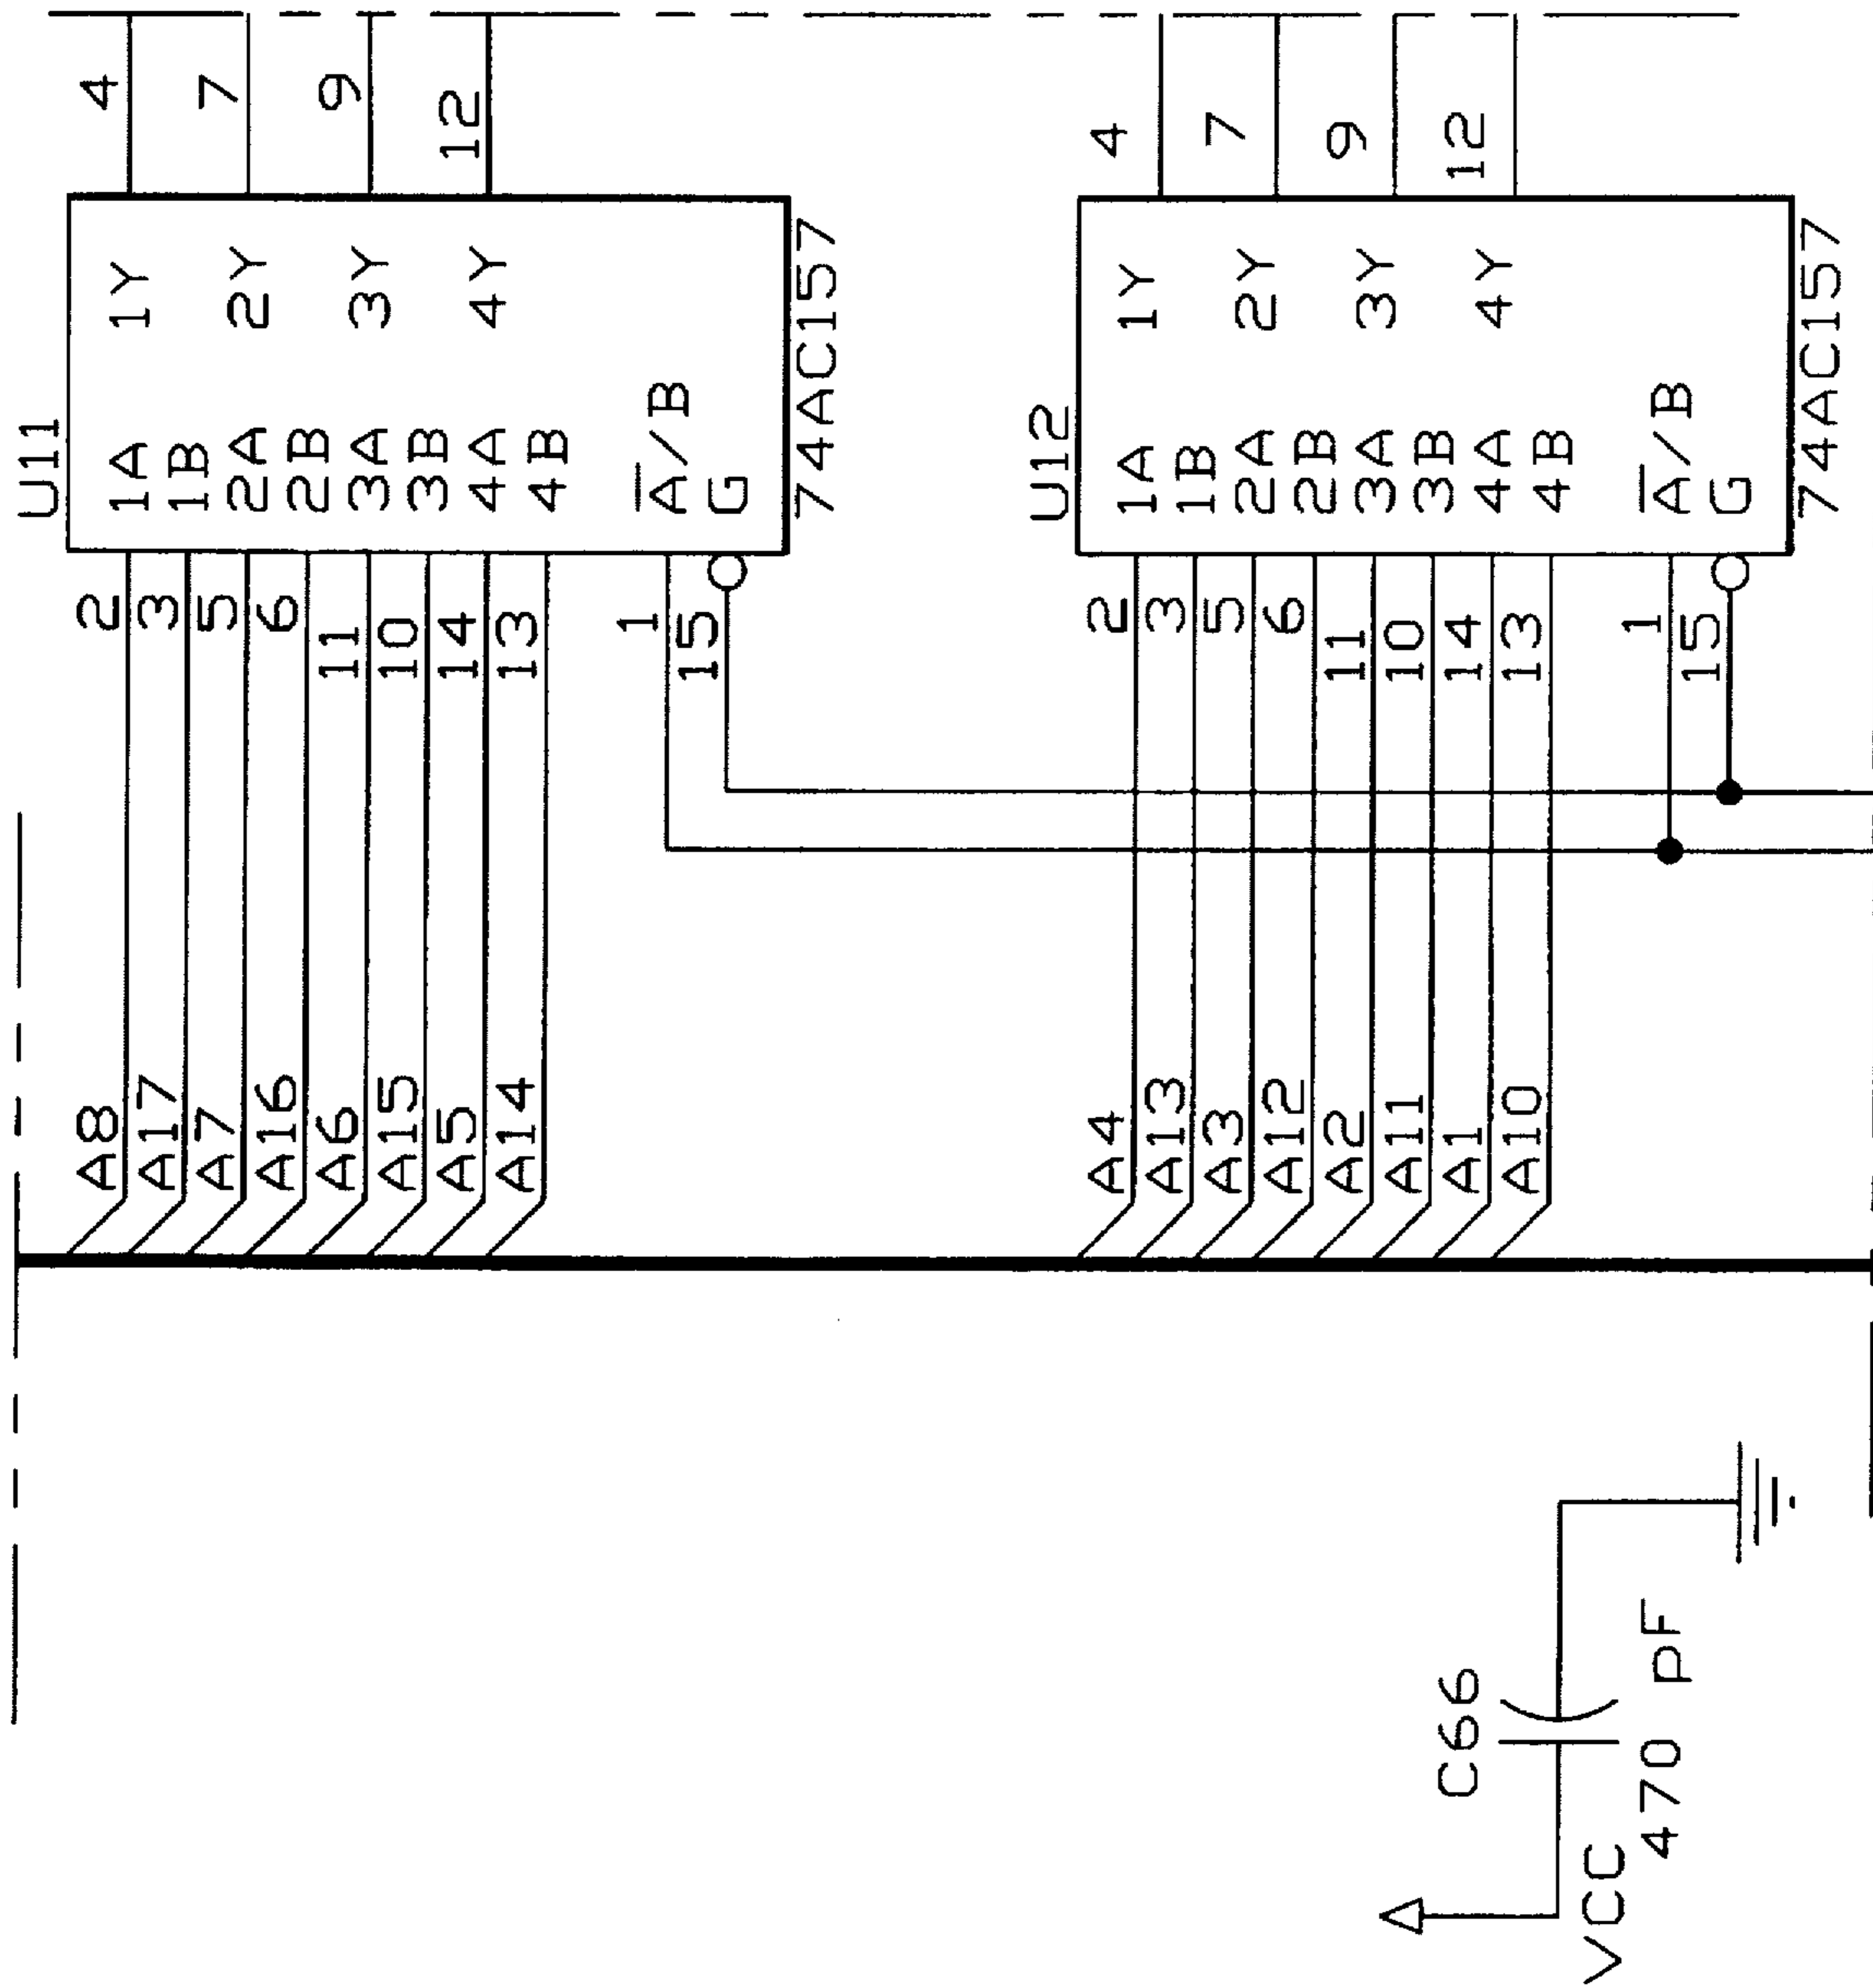 U11
A8 2 1A 1Y 4
A17 3 1B
A7 5 2A 2Y 7
A16 6 2B
A6 11 3A 3Y 9
A15 10 3B
A5 14 4A 4Y 12
A14 13 4B
1 A̅/B
15 G
74AC157
U12
A4 2 1A 1Y 4
A13 3 1B
A3 5 2A 2Y 7
A12 6 2B
A2 11 3A 3Y 9
A11 10 3B
A1 14 4A 4Y 12
A10 13 4B
1 A̅/B
15 G
74AC157
C66
VCC
470 pF